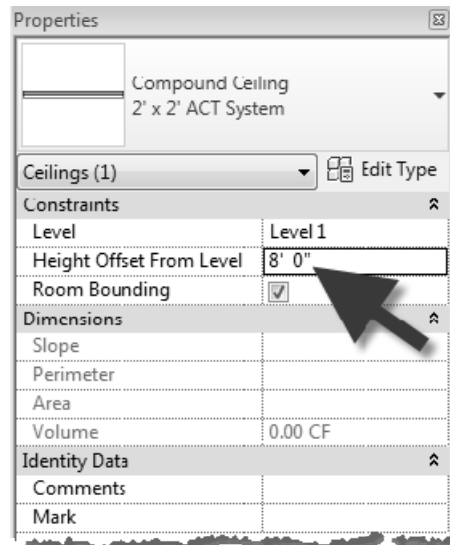 Properties
Compound Ceiling
2' x 2' ACT System
Ceilings (1) Edit Type
Constraints
Level Level 1
Height Offset From Level 8' 0"
Room Bounding
Dimensions
Slope
Perimeter
Area
Volume 0.00 CF
Identity Data
Comments
Mark